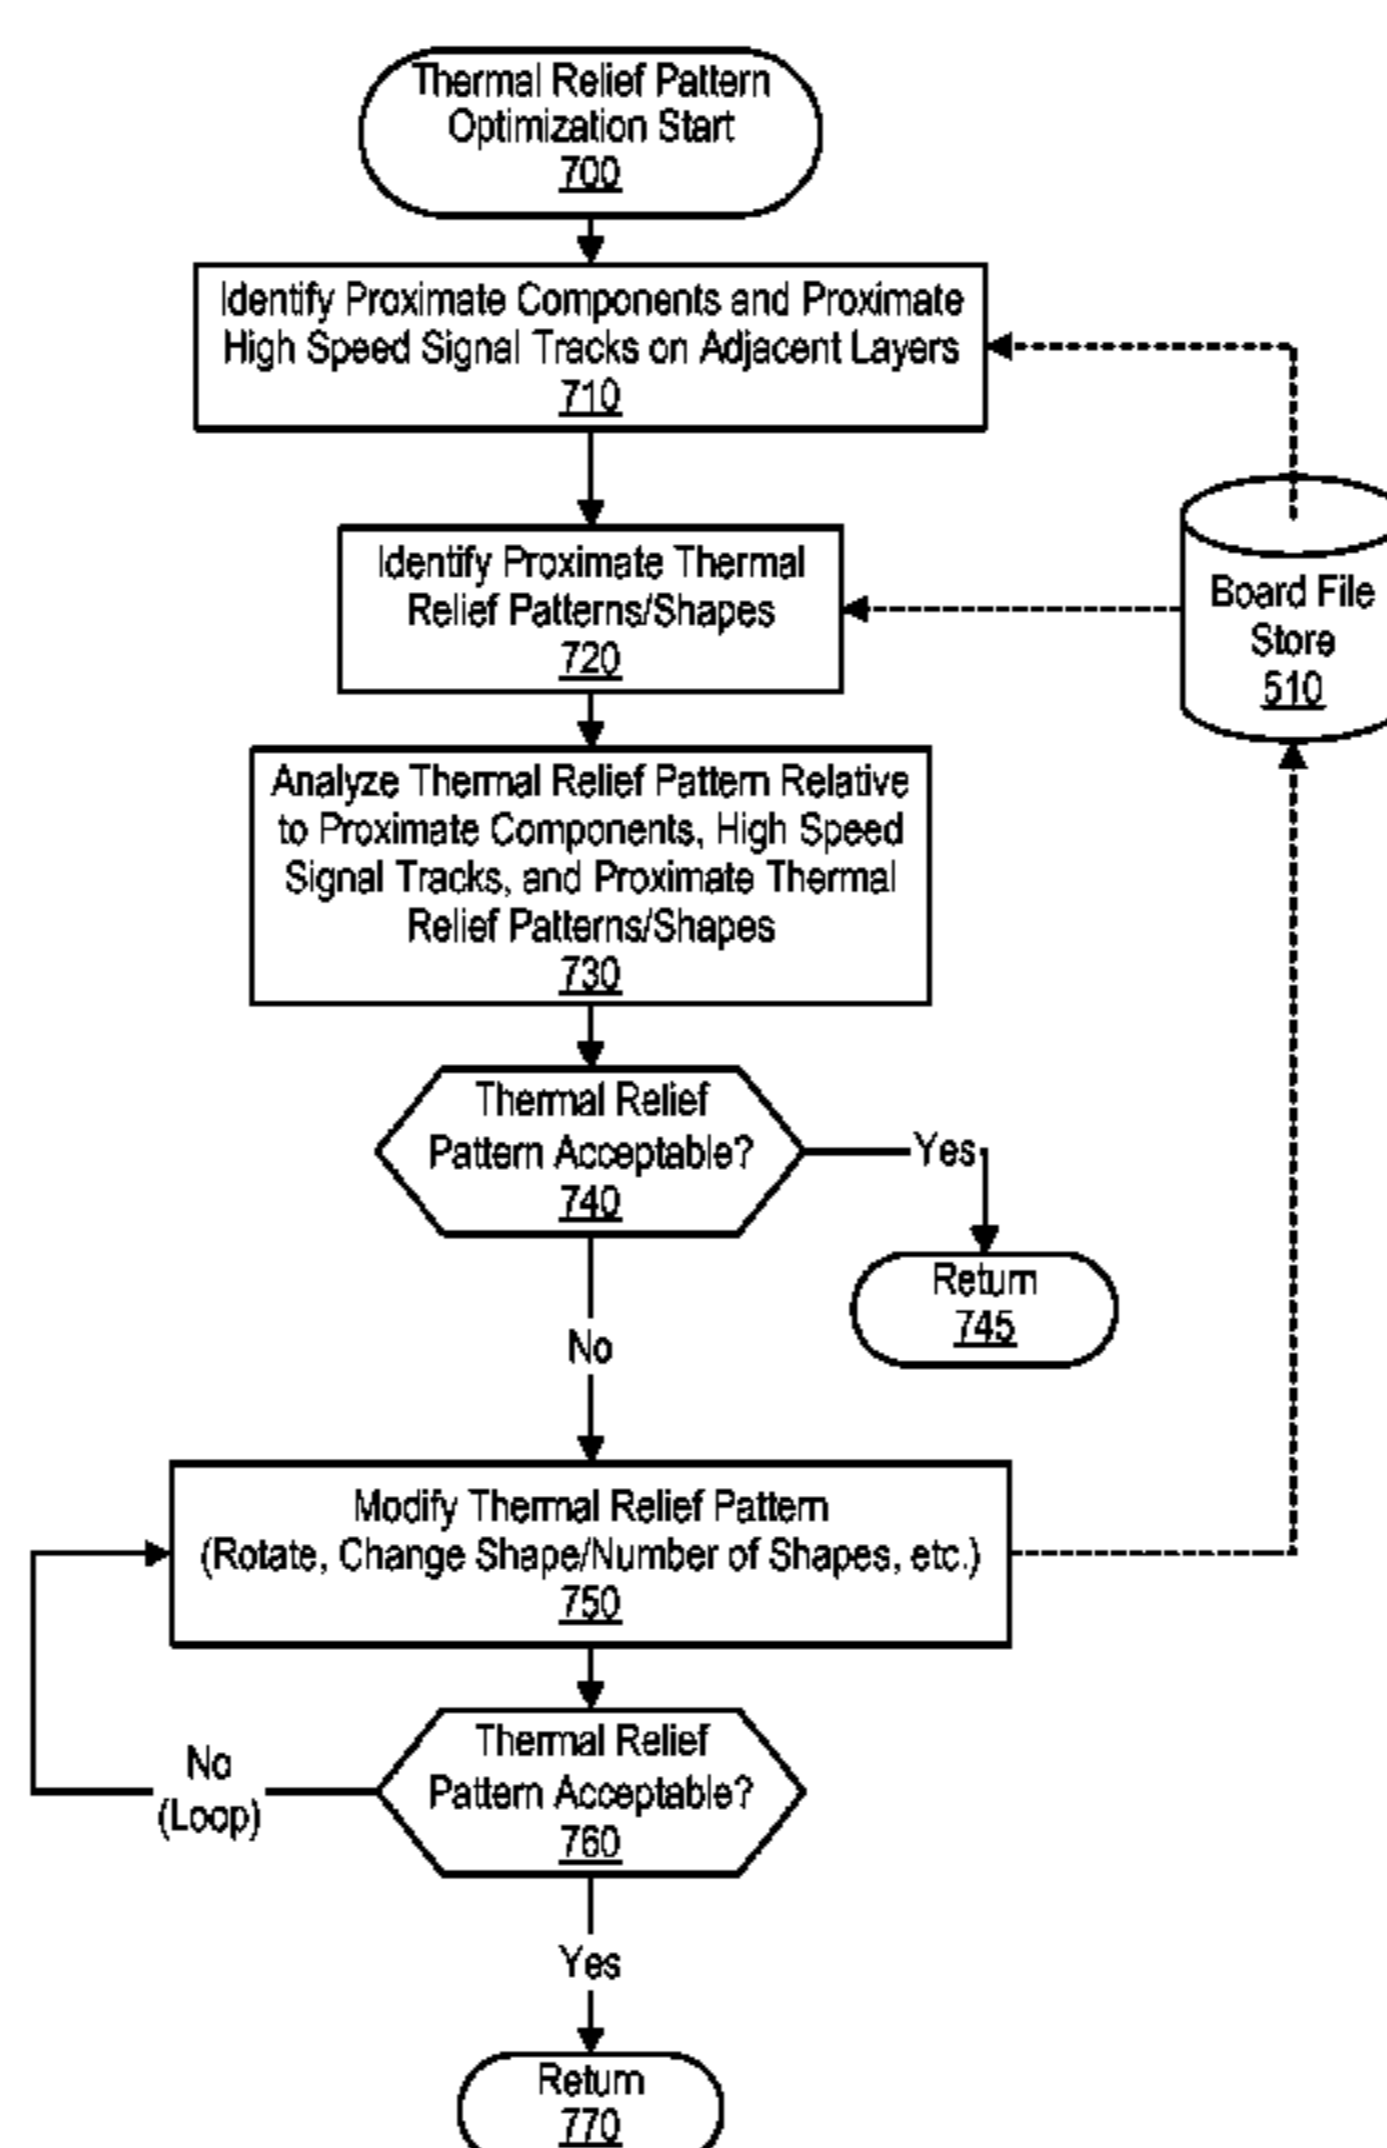 Thermal Relief Pattern
Optimization Start
700
Identify Proximate Components and Proximate
High Speed Signal Tracks on Adjacent Layers
710
Identify Proximate Thermal
Relief Patterns/Shapes
720
Board File
Store
510
Analyze Thermal Relief Pattern Relative
to Proximate Components, High Speed
Signal Tracks, and Proximate Thermal
Relief Patterns/Shapes
730
Thermal Relief
Pattern Acceptable?
740
Yes
Return
745
No
Modify Thermal Relief Pattern
(Rotate, Change Shape/Number of Shapes, etc.)
750
Thermal Relief
Pattern Acceptable?
760
No
(Loop)
Yes
Return
770